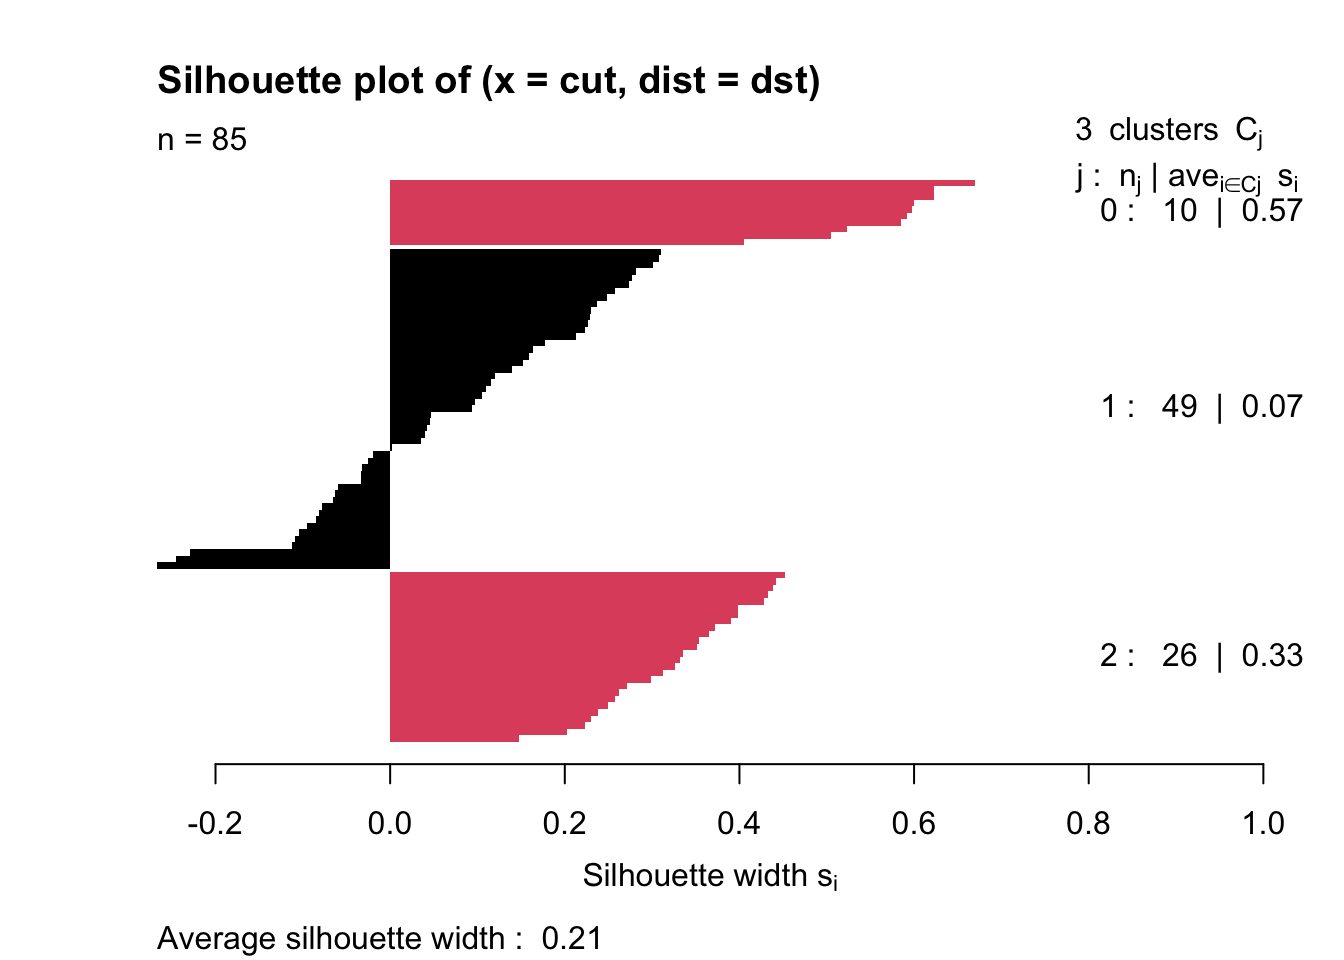 Silhouette plot of (x = cut, dist = dst)
n = 85
3 clusters Cj
j : nj | avei∈Cj si
0 : 10 | 0.57
1 : 49 | 0.07
2 : 26 | 0.33
-0.2 0.0 0.2 0.4 0.6 0.8 1.0
Silhouette width si
Average silhouette width : 0.21